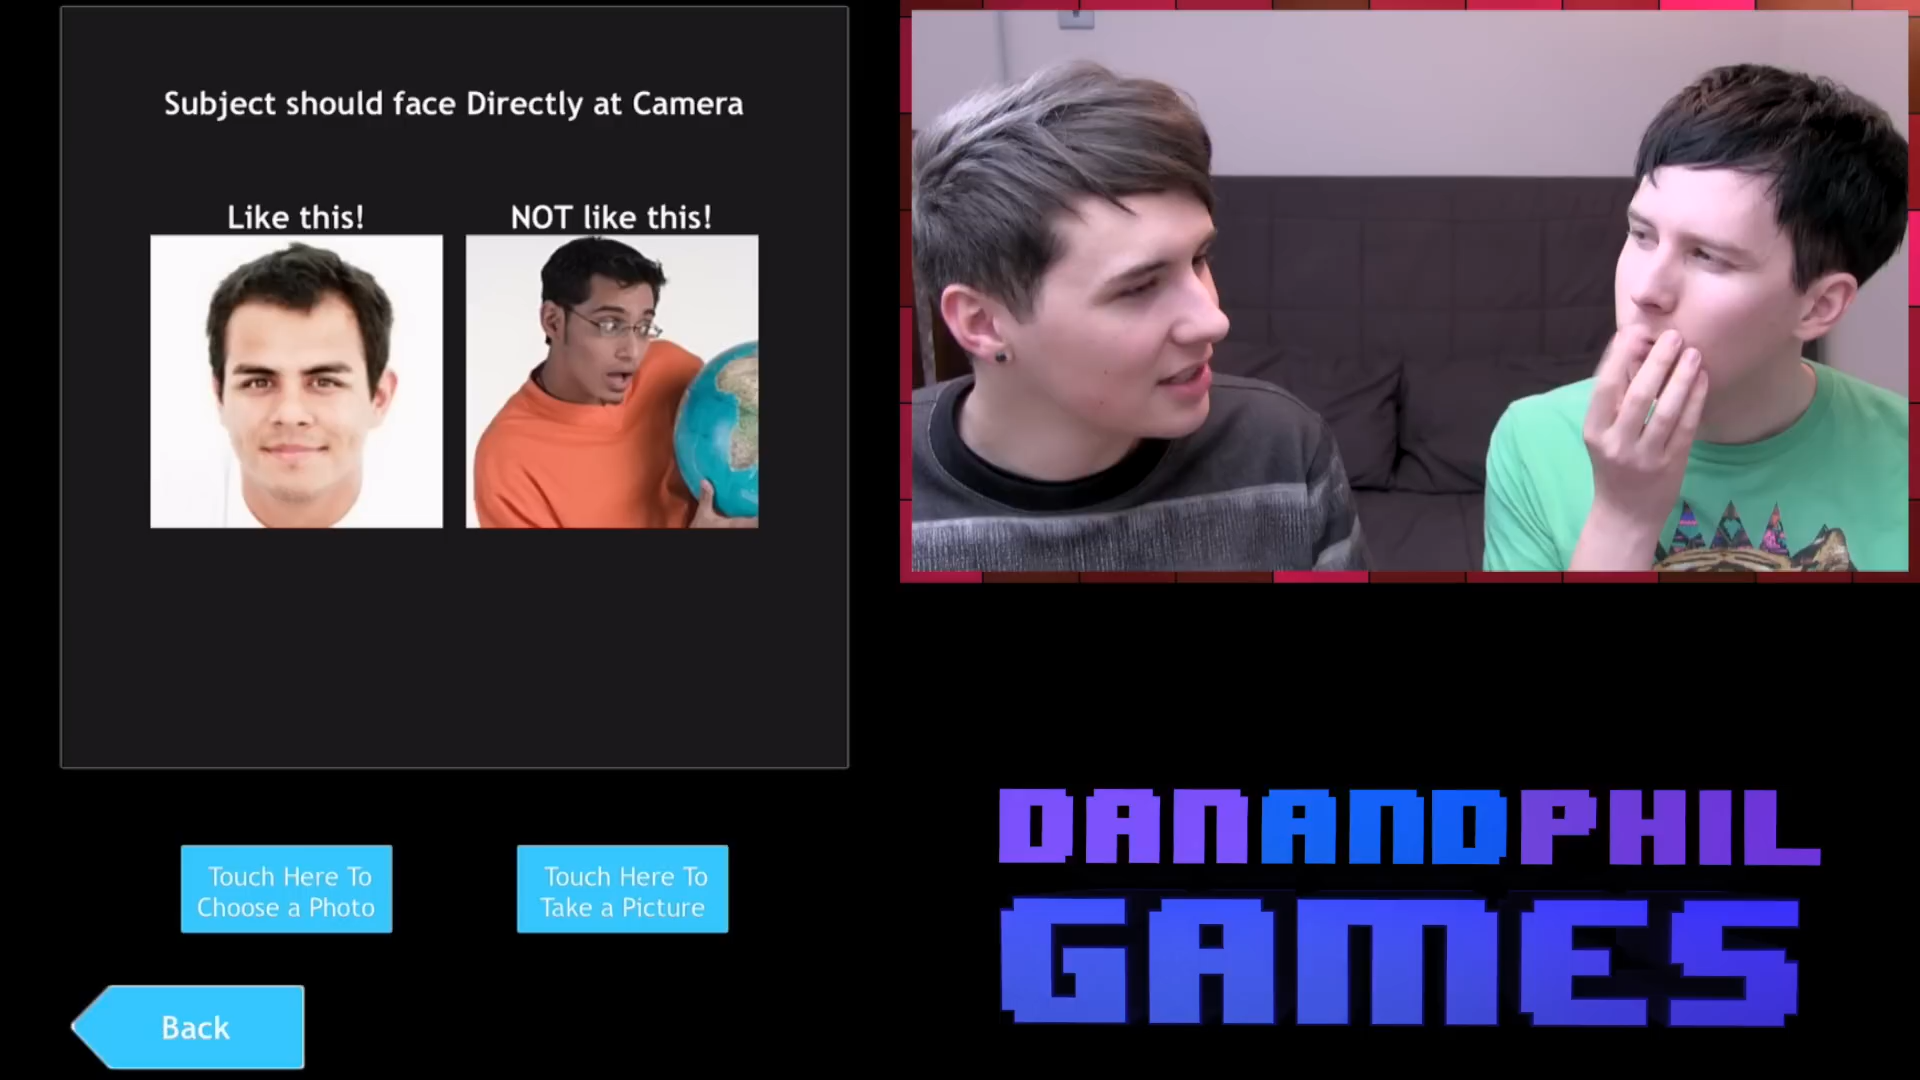 Subject should face Directly at Camera
Like this!
NOT like this!
Touch Here To
Choose a Photo
Touch Here To
Take a Picture
Back
DANANDPHIL
GAMES